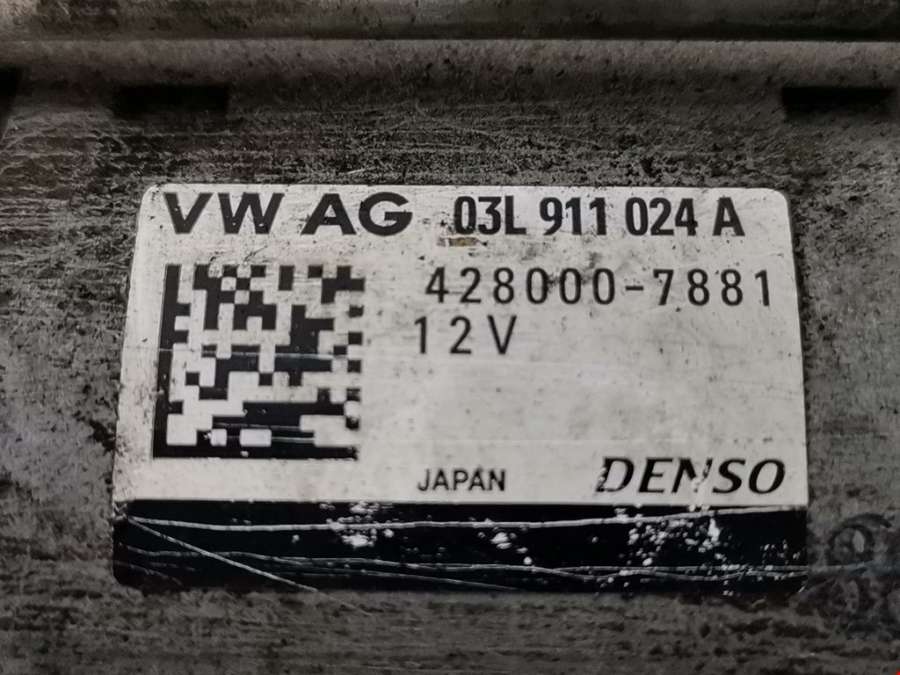 VW AG 03L 911 024 A
428000-7881
12V
JAPAN DENSO